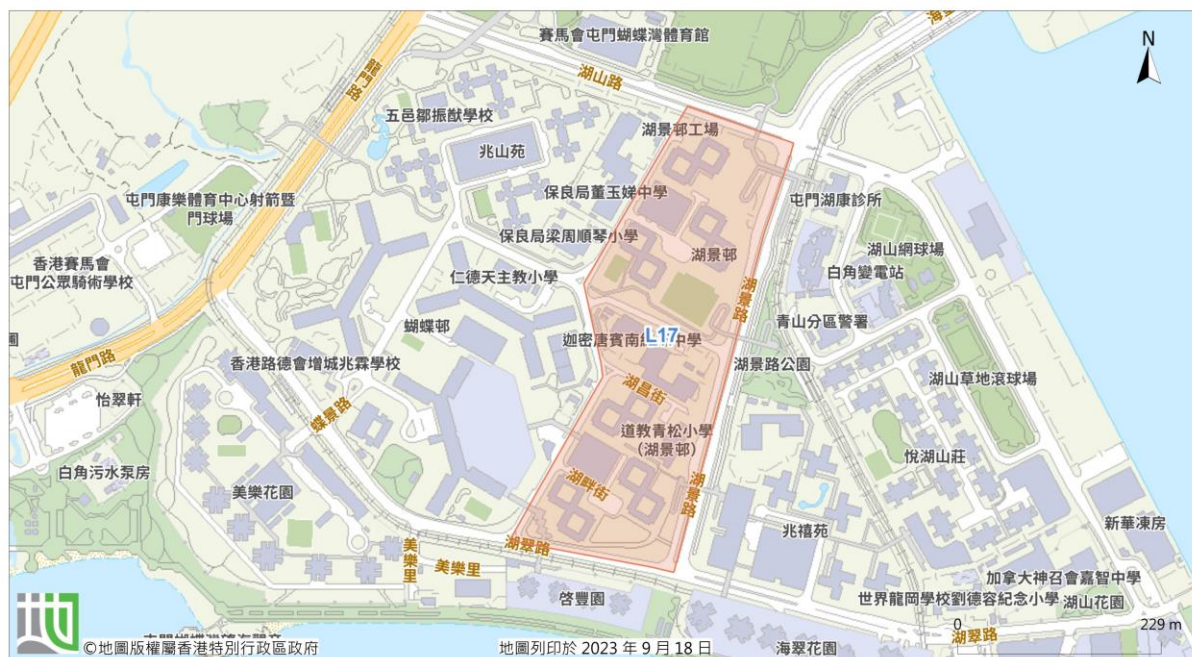 賽馬會屯門蝴蝶灣體育館
N
龍門路
湖山路
五邑鄒振猷學校
湖景邨工場
兆山苑
保良局董玉娣中學
屯門康樂體育中心射箭暨
門球場
屯門湖康診所
保良局梁周順琴小學
湖景邨
湖山網球場
香港賽馬會
屯門公眾騎術學校
仁德天主教小學
白角變電站
湖景路
蝴蝶邨
L17
青山分區警署
龍門路
香港路德會增城兆霖學校
湖景路公園
湖山草地滾球場
怡翠軒
湖昌街
蝶景路
道教青松小學
(湖景邨)
白角污水泵房
悅湖山莊
美樂花園
湖畔街
湖景路
新華凍房
兆禧苑
湖翠路
美樂里
美樂里
加拿大神召會嘉智中學
啓豐園
世界龍岡學校劉德容紀念小學
湖山花園
0
229 m
湖翠路
©地圖版權屬香港特別行政區政府
地圖列印於 2023 年 9 月 18 日
海翠花園